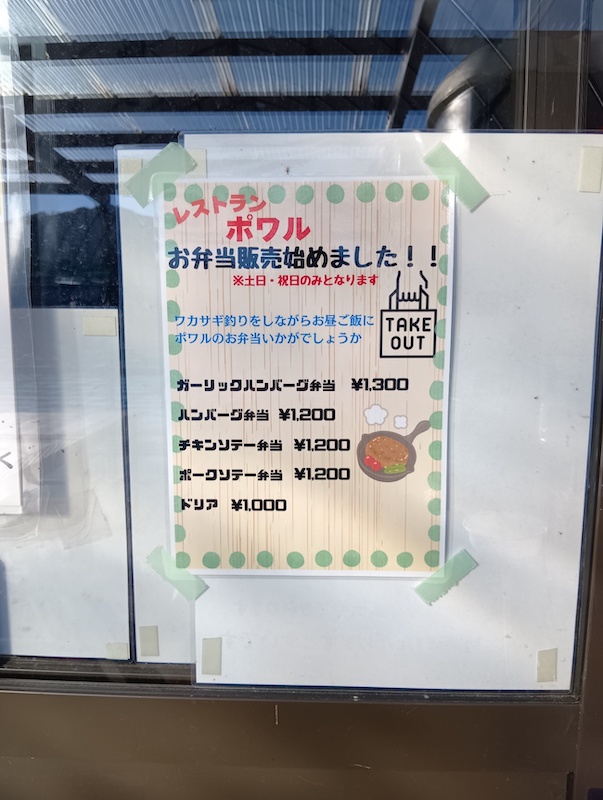 レストラン
ポワル
お弁当販売始めました！！
※土日・祝日のみとなります
ワカサギ釣りをしながらお昼ご飯に
ポワルのお弁当いかがでしょうか
TAKE
OUT
ガーリックハンバーグ弁当 ¥1,300
ハンバーグ弁当 ¥1,200
チキンソテー弁当 ¥1,200
ポークソテー弁当 ¥1,200
ドリア ¥1,000
く